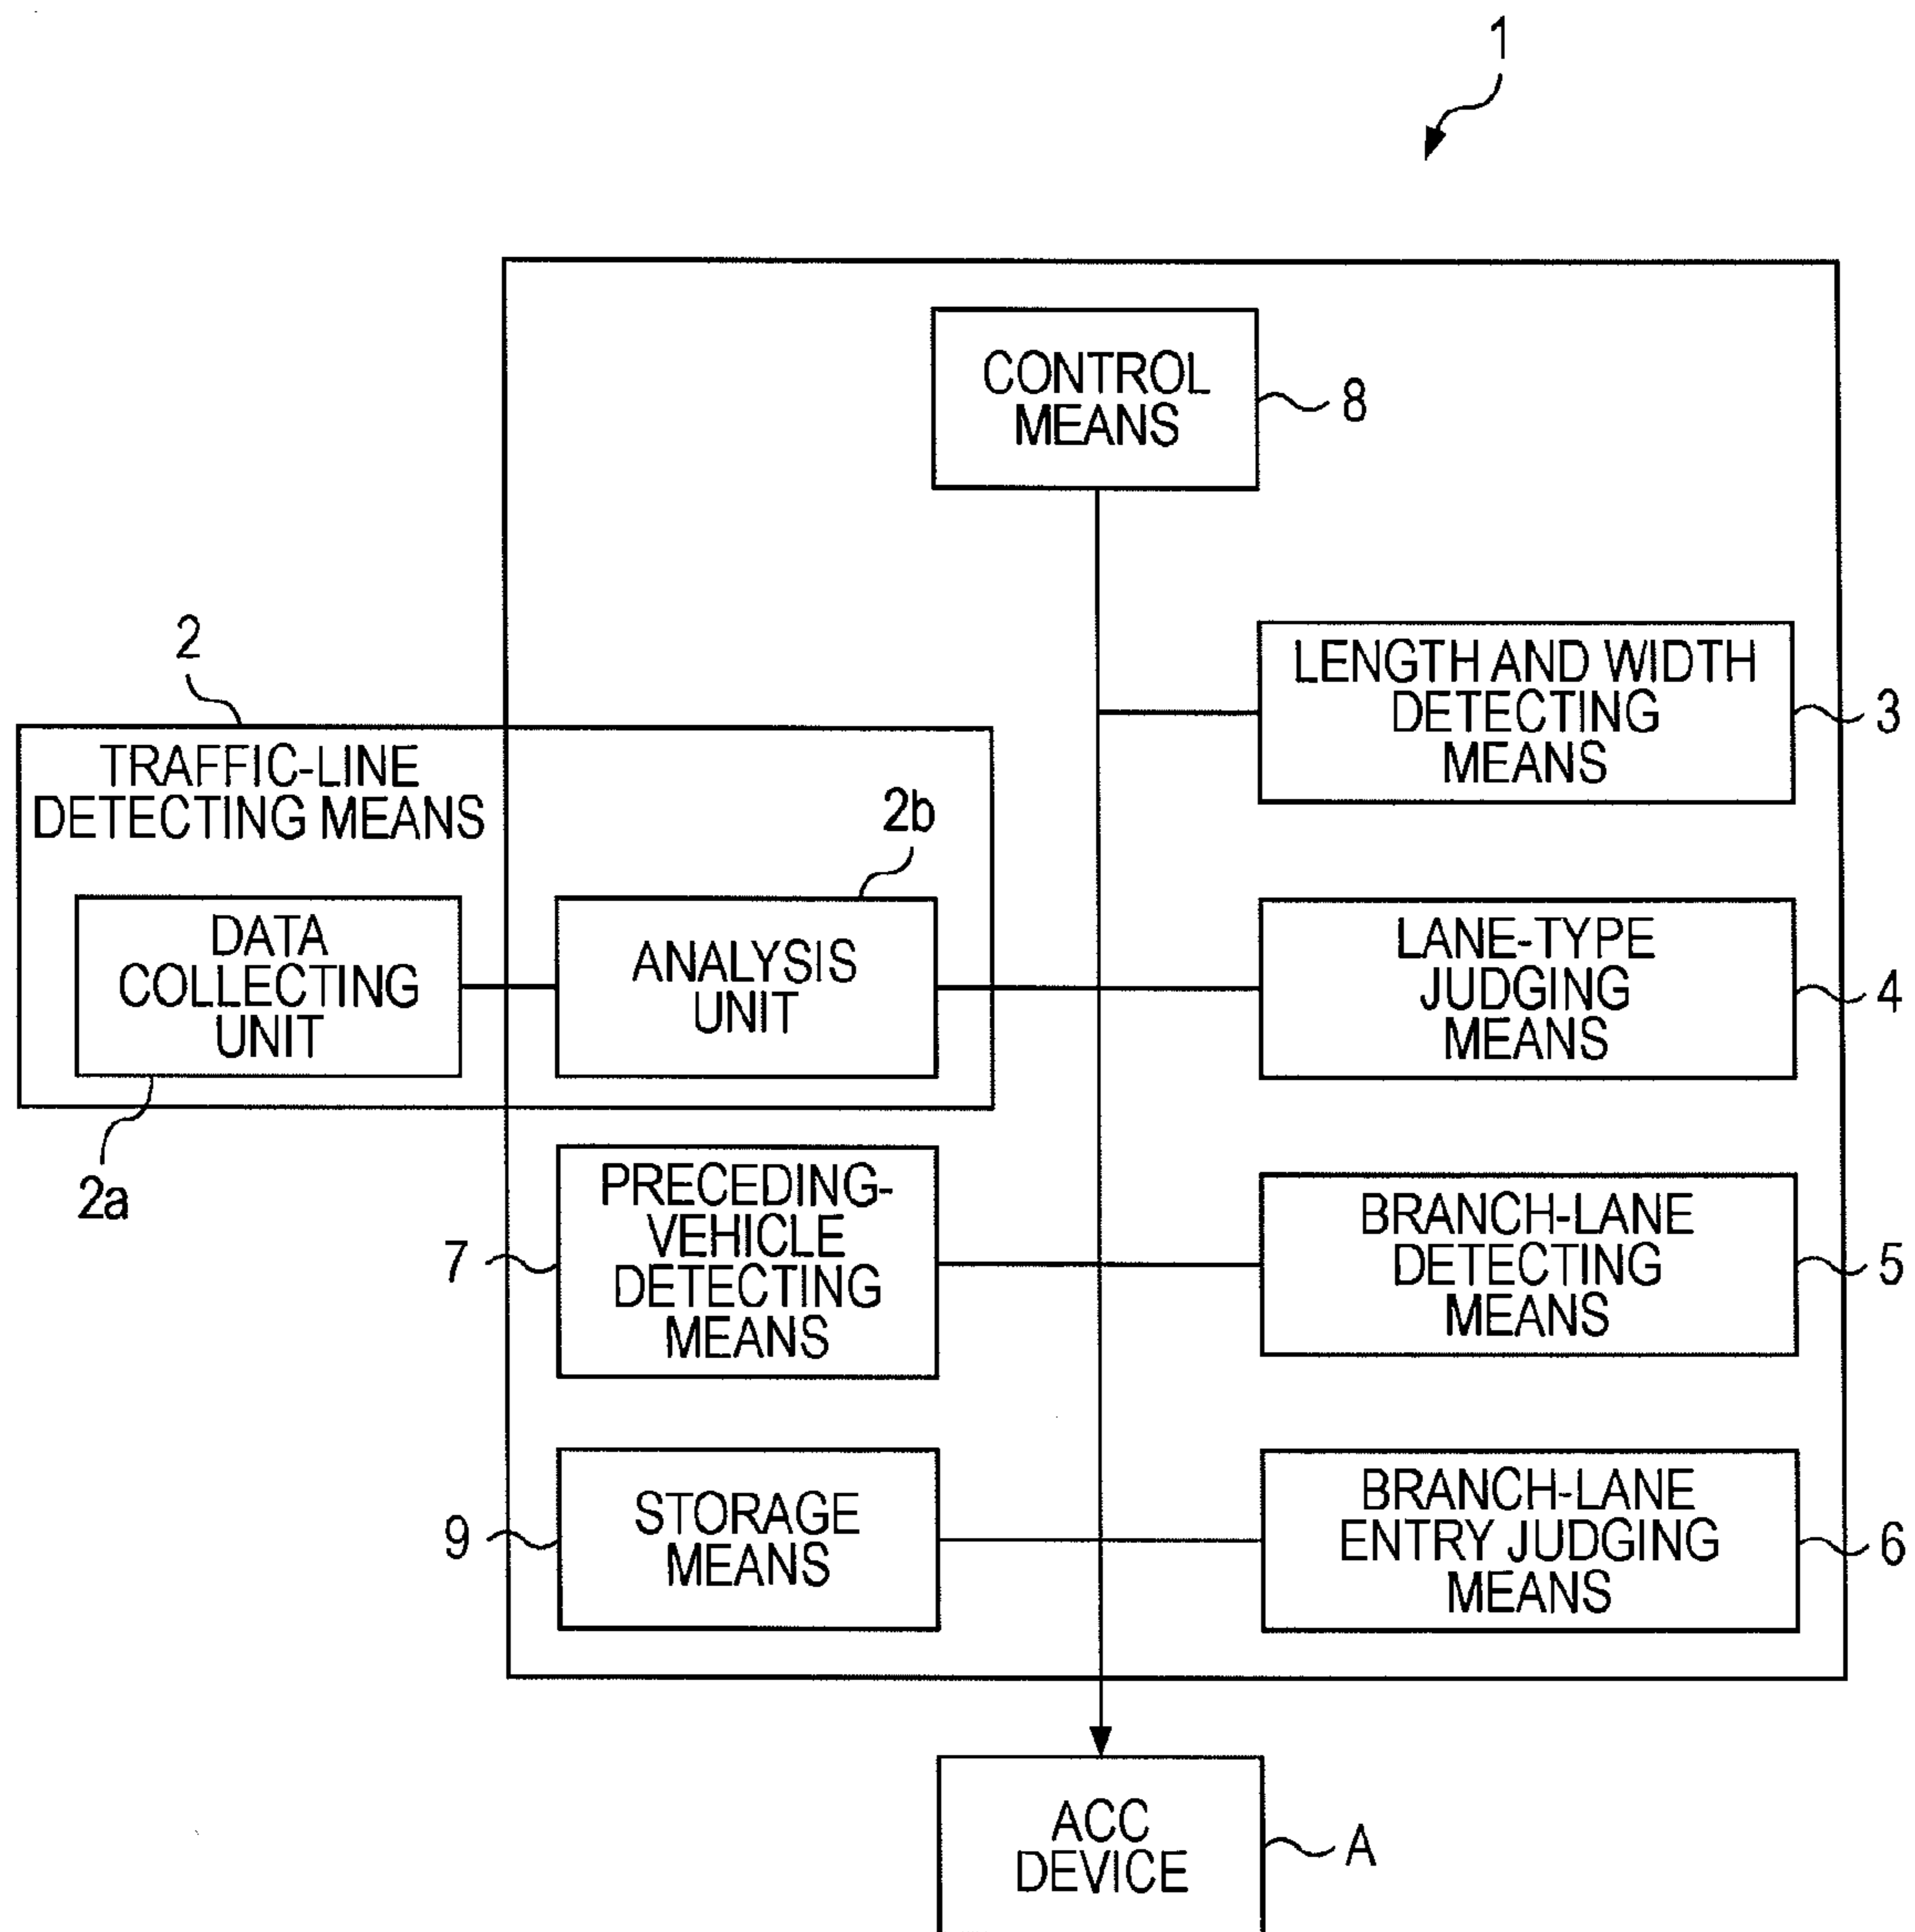 1
CONTROL
MEANS
8
LENGTH AND WIDTH
DETECTING
MEANS
3
2
TRAFFIC-LINE
DETECTING MEANS
2b
DATA
COLLECTING
UNIT
2a
ANALYSIS
UNIT
LANE-TYPE
JUDGING
MEANS
4
PRECEDING-
VEHICLE
DETECTING
MEANS
7
BRANCH-LANE
DETECTING
MEANS
5
STORAGE
MEANS
9
BRANCH-LANE
ENTRY JUDGING
MEANS
6
ACC
DEVICE
A